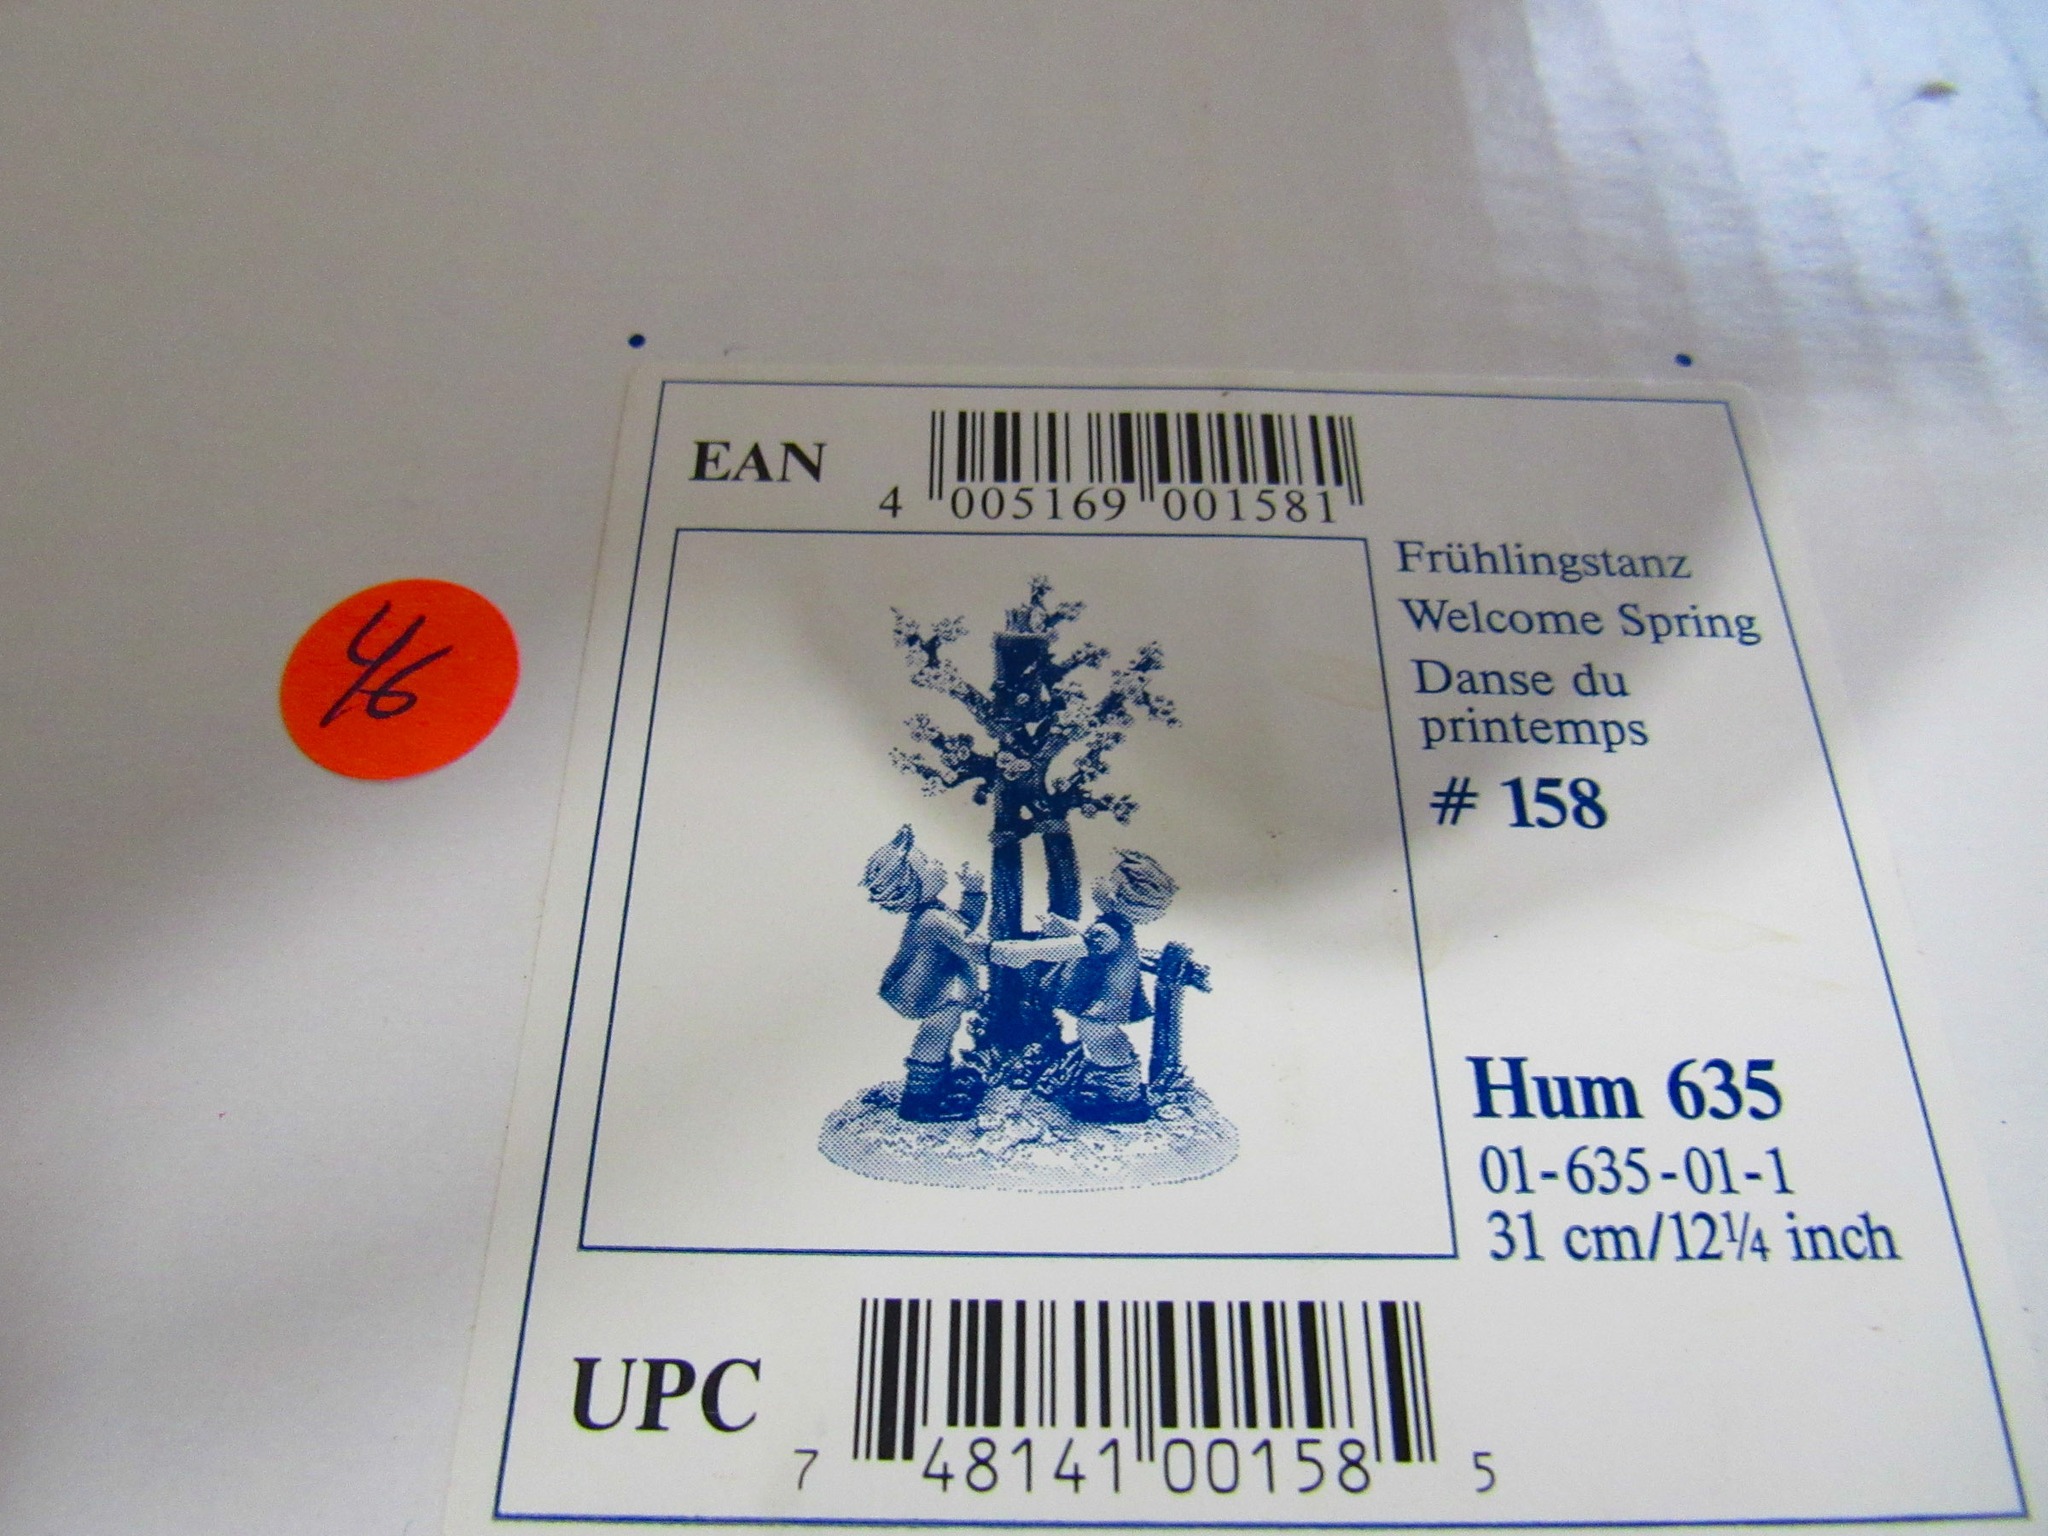 EAN
4 005169 001581
46
Frühlingstanz
Welcome Spring
Danse du
printemps
# 158
Hum 635
01-635-01-1
31 cm/12¼ inch
UPC
7 48141 00158 5